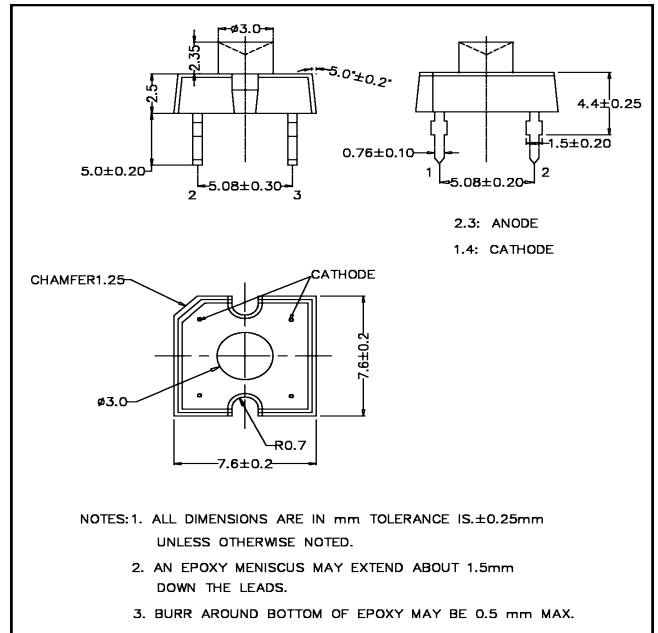 ø3.0
2.35
5.0°±0.2°
2.5
4.4±0.25
5.0±0.20
5.08±0.30
2
3
0.76±0.10
1.5±0.20
1
5.08±0.20
2
2.3: ANODE
1.4: CATHODE
CHAMFER1.25
CATHODE
7.6±0.2
ø3.0
R0.7
7.6±0.2
NOTES:1. ALL DIMENSIONS ARE IN mm TOLERANCE IS.±0.25mm
UNLESS OTHERWISE NOTED.
2. AN EPOXY MENISCUS MAY EXTEND ABOUT 1.5mm
DOWN THE LEADS.
3. BURR AROUND BOTTOM OF EPOXY MAY BE 0.5 mm MAX.